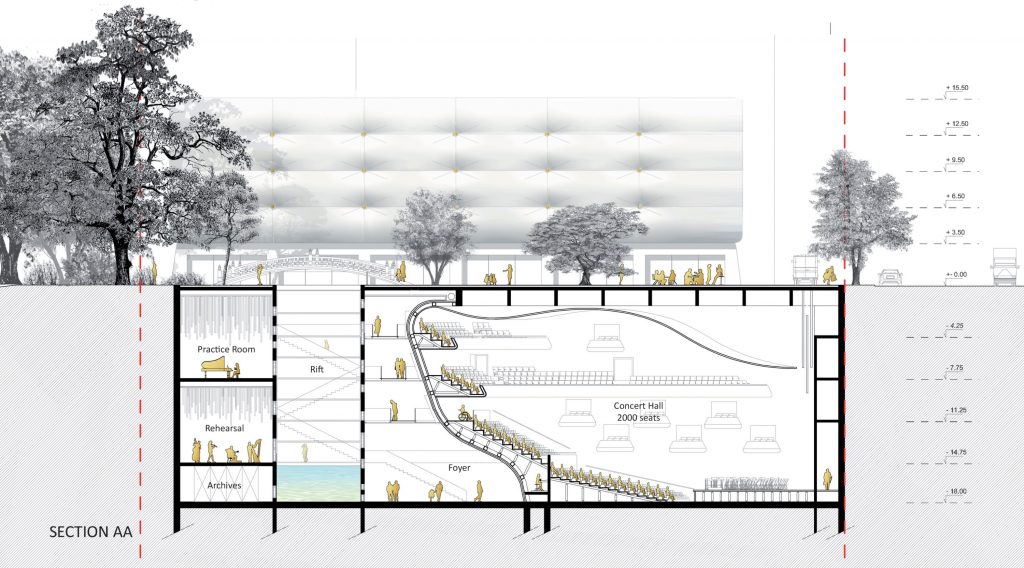 + 15.50
+ 12.50
+ 9.50
+ 6.50
+ 3.50
+- 0.00
- 4.25
Practice Room
Rift
- 7.75
Concert Hall
2000 seats
- 11.25
Rehearsal
- 14.75
Foyer
Archives
- 18.00
SECTION AA